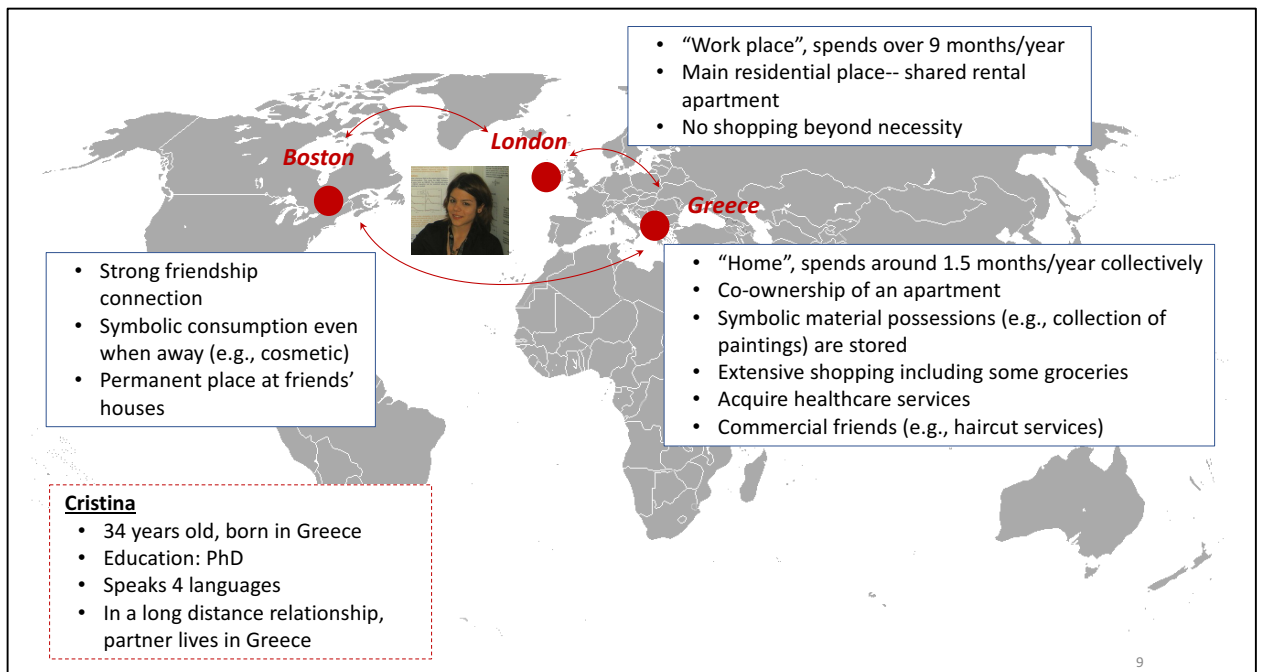 • “Work place”, spends over 9 months/year
• Main residential place-- shared rental
apartment
• No shopping beyond necessity
London
Boston
Greece
• Strong friendship
connection
• Symbolic consumption even
when away (e.g., cosmetic)
• Permanent place at friends’
houses
• “Home”, spends around 1.5 months/year collectively
• Co-ownership of an apartment
• Symbolic material possessions (e.g., collection of
paintings) are stored
• Extensive shopping including some groceries
• Acquire healthcare services
• Commercial friends (e.g., haircut services)
Cristina
• 34 years old, born in Greece
• Education: PhD
• Speaks 4 languages
• In a long distance relationship,
partner lives in Greece
9